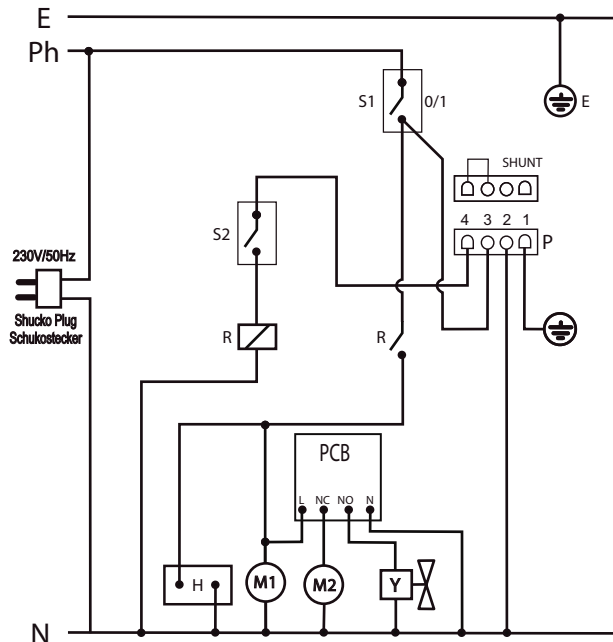 E
Ph
S1
0/1
E
SHUNT
4 3 2 1
P
S2
230V/50Hz
Shucko Plug
Schukostecker
R
R
PCB
L NC NO N
H
M1
M2
Y
N